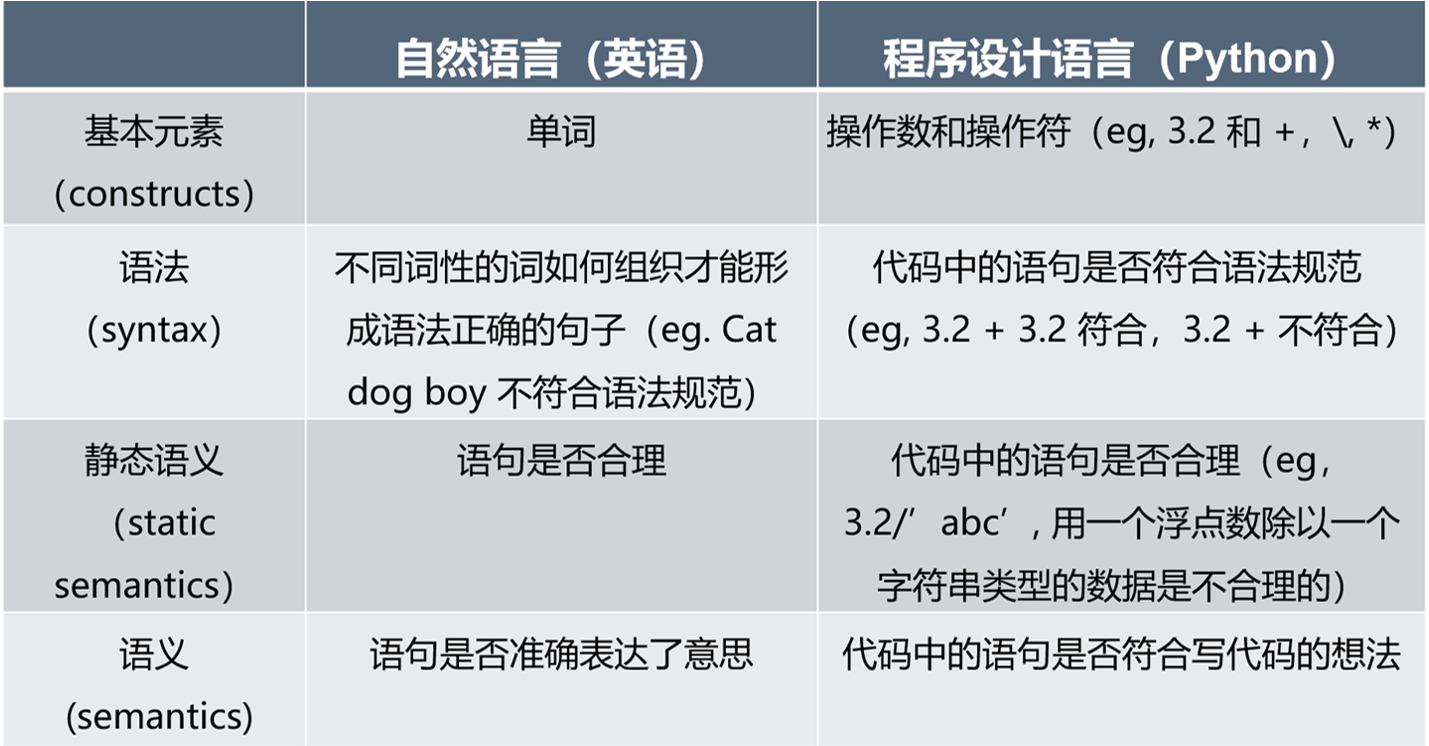 自然语言（英语） 程序设计语言（Python）
基本元素 单词 操作数和操作符（eg, 3.2 和 +，\, *）
（constructs）
语法 不同词性的词如何组织才能形 代码中的语句是否符合语法规范
（syntax） 成语法正确的句子（eg. Cat （eg, 3.2 + 3.2 符合，3.2 + 不符合）
dog boy 不符合语法规范）
静态语义 语句是否合理 代码中的语句是否合理（eg，
（static 3.2/’abc’, 用一个浮点数除以一个
semantics） 字符串类型的数据是不合理的）
语义 语句是否准确表达了意思 代码中的语句是否符合写代码的想法
(semantics)